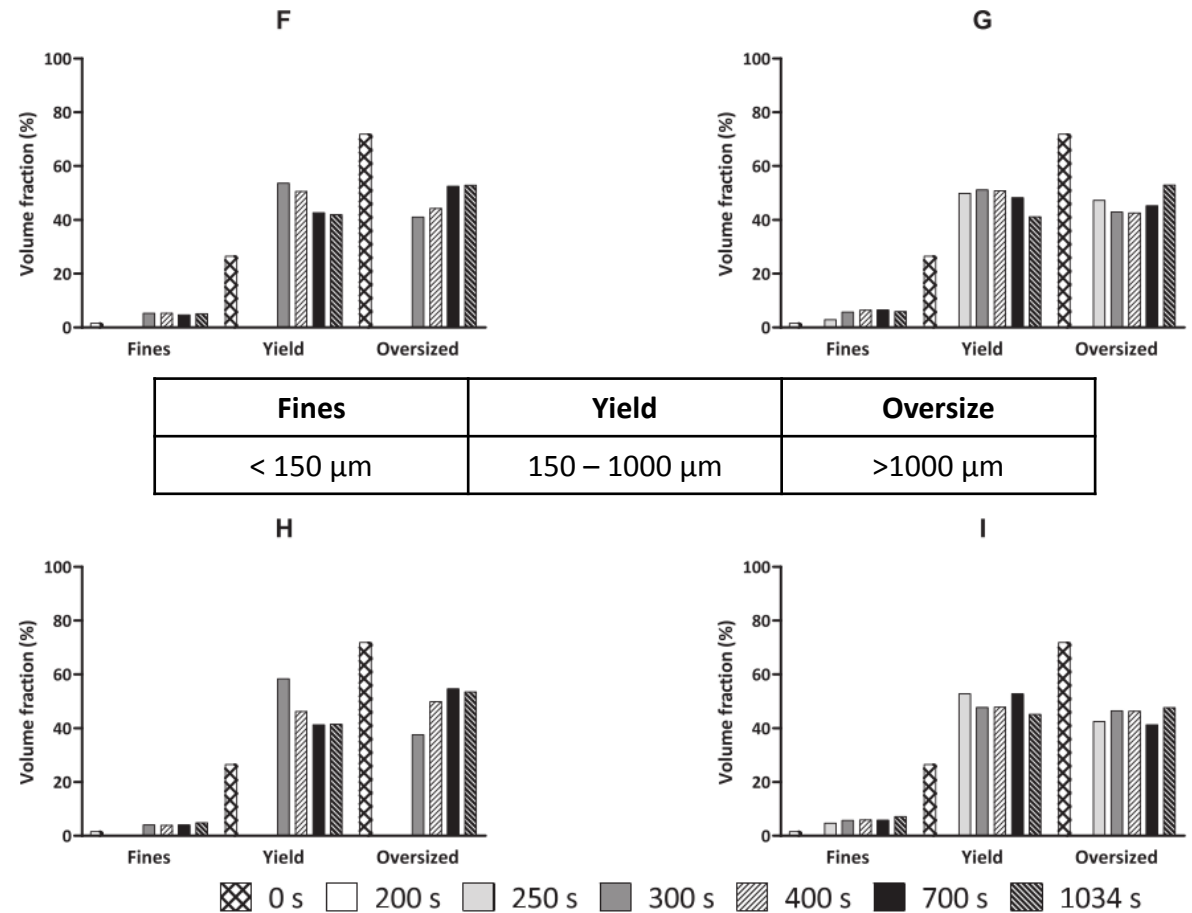 F
Volume fraction (%)
100
80
60
40
20
0
Fines Yield Oversized
G
Volume fraction (%)
100
80
60
40
20
0
Fines Yield Oversized
Fines Yield Oversize
< 150 μm 150 – 1000 μm >1000 μm
H
Volume fraction (%)
100
80
60
40
20
0
Fines Yield Oversized
I
Volume fraction (%)
100
80
60
40
20
0
Fines Yield Oversized
0 s 200 s 250 s 300 s 400 s 700 s 1034 s